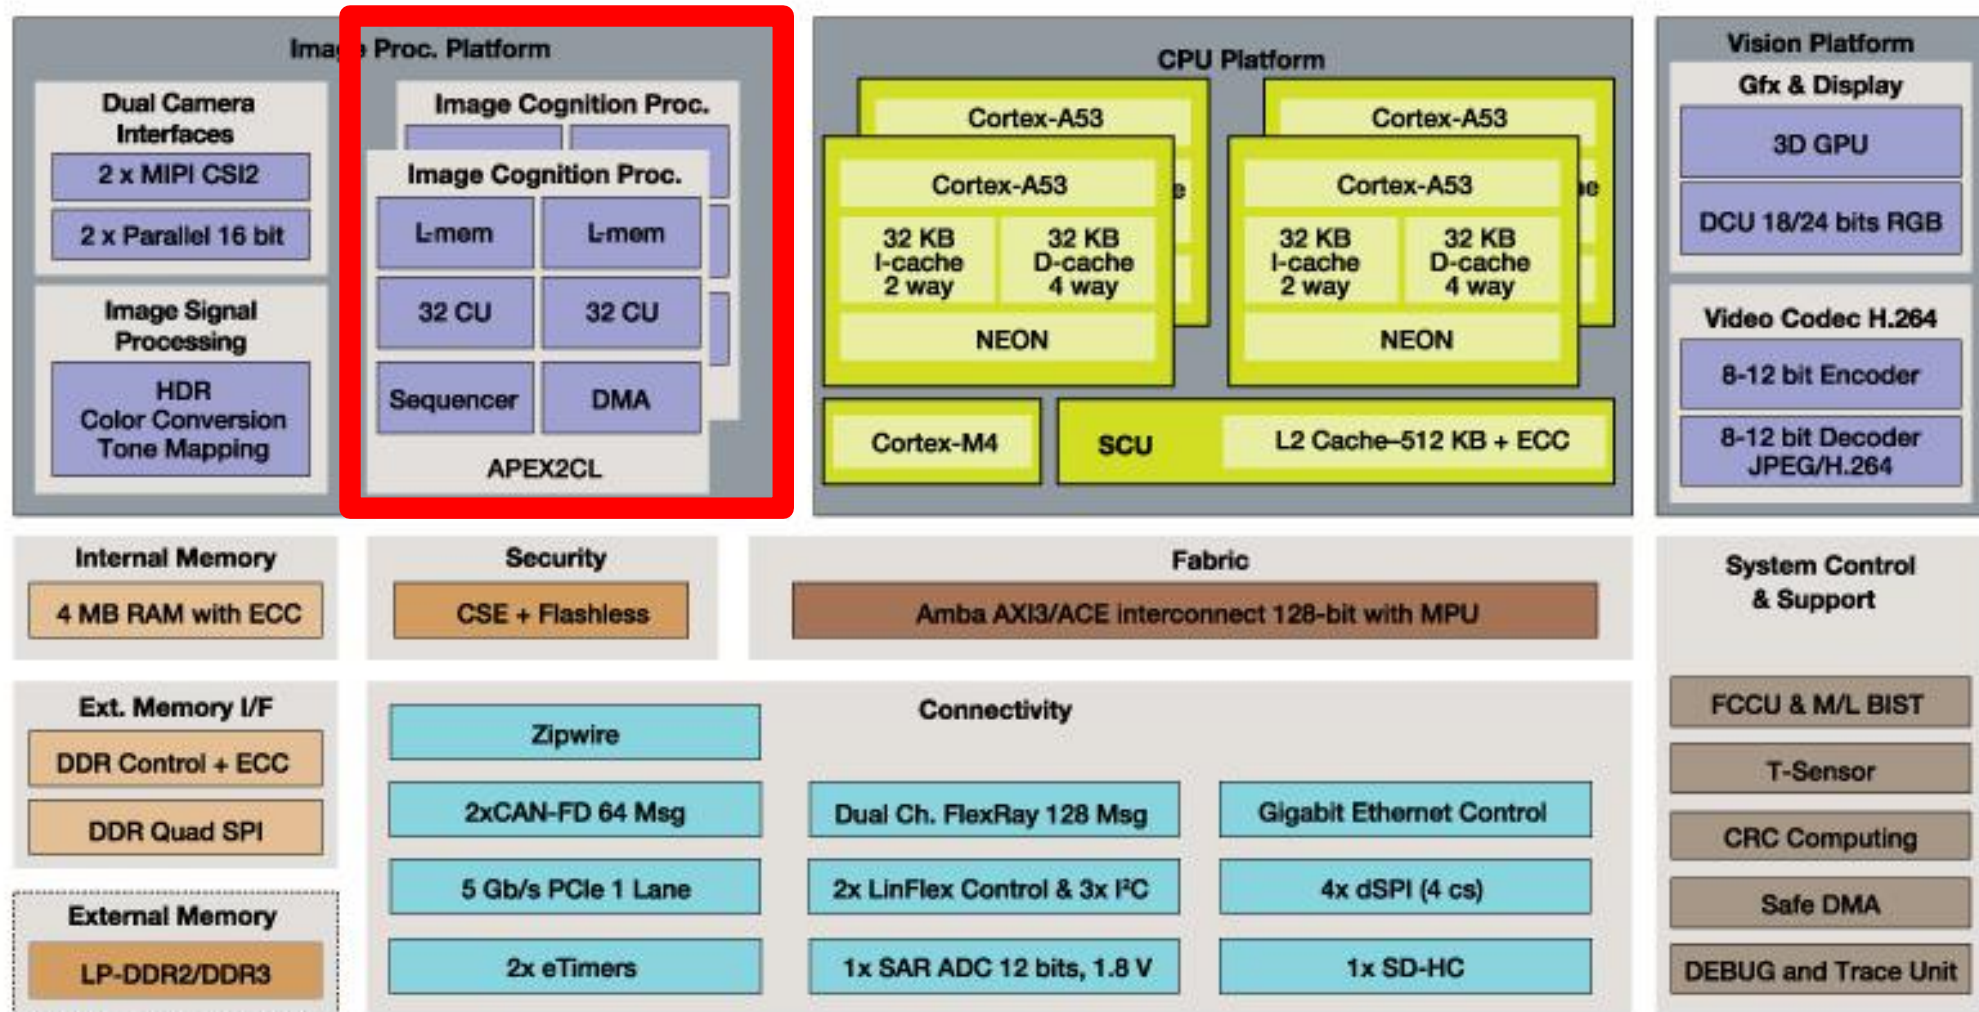 Image Proc. Platform
Dual Camera
Interfaces
2 x MIPI CSI2
2 x Parallel 16 bit
Image Signal
Processing
HDR
Color Conversion
Tone Mapping
Image Cognition Proc.
Image Cognition Proc.
L-mem
L-mem
32 CU
32 CU
Sequencer
DMA
APEX2CL
CPU Platform
Cortex-A53
Cortex-A53
32 KB
I-cache
2 way
32 KB
D-cache
4 way
NEON
Cortex-A53
Cortex-A53
32 KB
I-cache
2 way
32 KB
D-cache
4 way
NEON
Cortex-M4
SCU
L2 Cache–512 KB + ECC
Vision Platform
Gfx & Display
3D GPU
DCU 18/24 bits RGB
Video Codec H.264
8-12 bit Encoder
8-12 bit Decoder
JPEG/H.264
Internal Memory
4 MB RAM with ECC
Security
CSE + Flashless
Fabric
Amba AXI3/ACE interconnect 128-bit with MPU
Ext. Memory I/F
DDR Control + ECC
DDR Quad SPI
External Memory
LP-DDR2/DDR3
Connectivity
Zipwire
2xCAN-FD 64 Msg
Dual Ch. FlexRay 128 Msg
Gigabit Ethernet Control
5 Gb/s PCIe 1 Lane
2x LinFlex Control & 3x I²C
4x dSPI (4 cs)
2x eTimers
1x SAR ADC 12 bits, 1.8 V
1x SD-HC
System Control
& Support
FCCU & M/L BIST
T-Sensor
CRC Computing
Safe DMA
DEBUG and Trace Unit